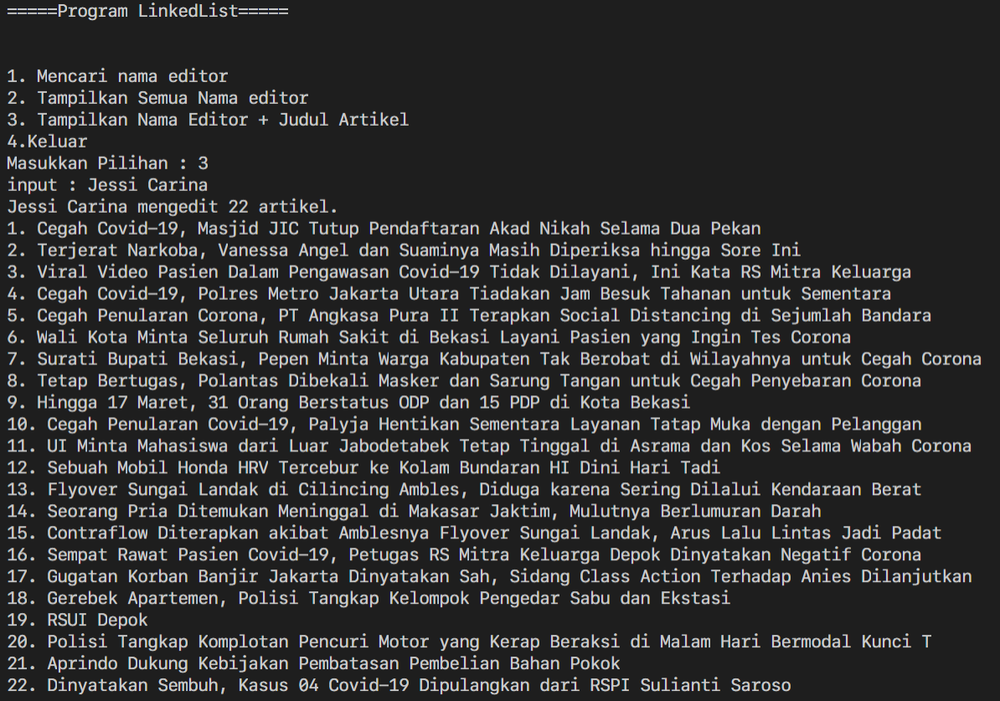 =====Program LinkedList=====
1. Mencari nama editor
2. Tampilkan Semua Nama editor
3. Tampilkan Nama Editor + Judul Artikel
4.Keluar
Masukkan Pilihan : 3
input : Jessi Carina
Jessi Carina mengedit 22 artikel.
1. Cegah Covid-19, Masjid JIC Tutup Pendaftaran Akad Nikah Selama Dua Pekan
2. Terjerat Narkoba, Vanessa Angel dan Suaminya Masih Diperiksa hingga Sore Ini
3. Viral Video Pasien Dalam Pengawasan Covid-19 Tidak Dilayani, Ini Kata RS Mitra Keluarga
4. Cegah Covid-19, Polres Metro Jakarta Utara Tiadakan Jam Besuk Tahanan untuk Sementara
5. Cegah Penularan Corona, PT Angkasa Pura II Terapkan Social Distancing di Sejumlah Bandara
6. Wali Kota Minta Seluruh Rumah Sakit di Bekasi Layani Pasien yang Ingin Tes Corona
7. Surati Bupati Bekasi, Pepen Minta Warga Kabupaten Tak Berobat di Wilayahnya untuk Cegah Corona
8. Tetap Bertugas, Polantas Dibekali Masker dan Sarung Tangan untuk Cegah Penyebaran Corona
9. Hingga 17 Maret, 31 Orang Berstatus ODP dan 15 PDP di Kota Bekasi
10. Cegah Penularan Covid-19, Palyja Hentikan Sementara Layanan Tatap Muka dengan Pelanggan
11. UI Minta Mahasiswa dari Luar Jabodetabek Tetap Tinggal di Asrama dan Kos Selama Wabah Corona
12. Sebuah Mobil Honda HRV Tercebur ke Kolam Bundaran HI Dini Hari Tadi
13. Flyover Sungai Landak di Cilincing Ambles, Diduga karena Sering Dilalui Kendaraan Berat
14. Seorang Pria Ditemukan Meninggal di Makasar Jaktim, Mulutnya Berlumuran Darah
15. Contraflow Diterapkan akibat Amblesnya Flyover Sungai Landak, Arus Lalu Lintas Jadi Padat
16. Sempat Rawat Pasien Covid-19, Petugas RS Mitra Keluarga Depok Dinyatakan Negatif Corona
17. Gugatan Korban Banjir Jakarta Dinyatakan Sah, Sidang Class Action Terhadap Anies Dilanjutkan
18. Gerebek Apartemen, Polisi Tangkap Kelompok Pengedar Sabu dan Ekstasi
19. RSUI Depok
20. Polisi Tangkap Komplotan Pencuri Motor yang Kerap Beraksi di Malam Hari Bermodal Kunci T
21. Aprindo Dukung Kebijakan Pembatasan Pembelian Bahan Pokok
22. Dinyatakan Sembuh, Kasus 04 Covid-19 Dipulangkan dari RSPI Sulianti Saroso